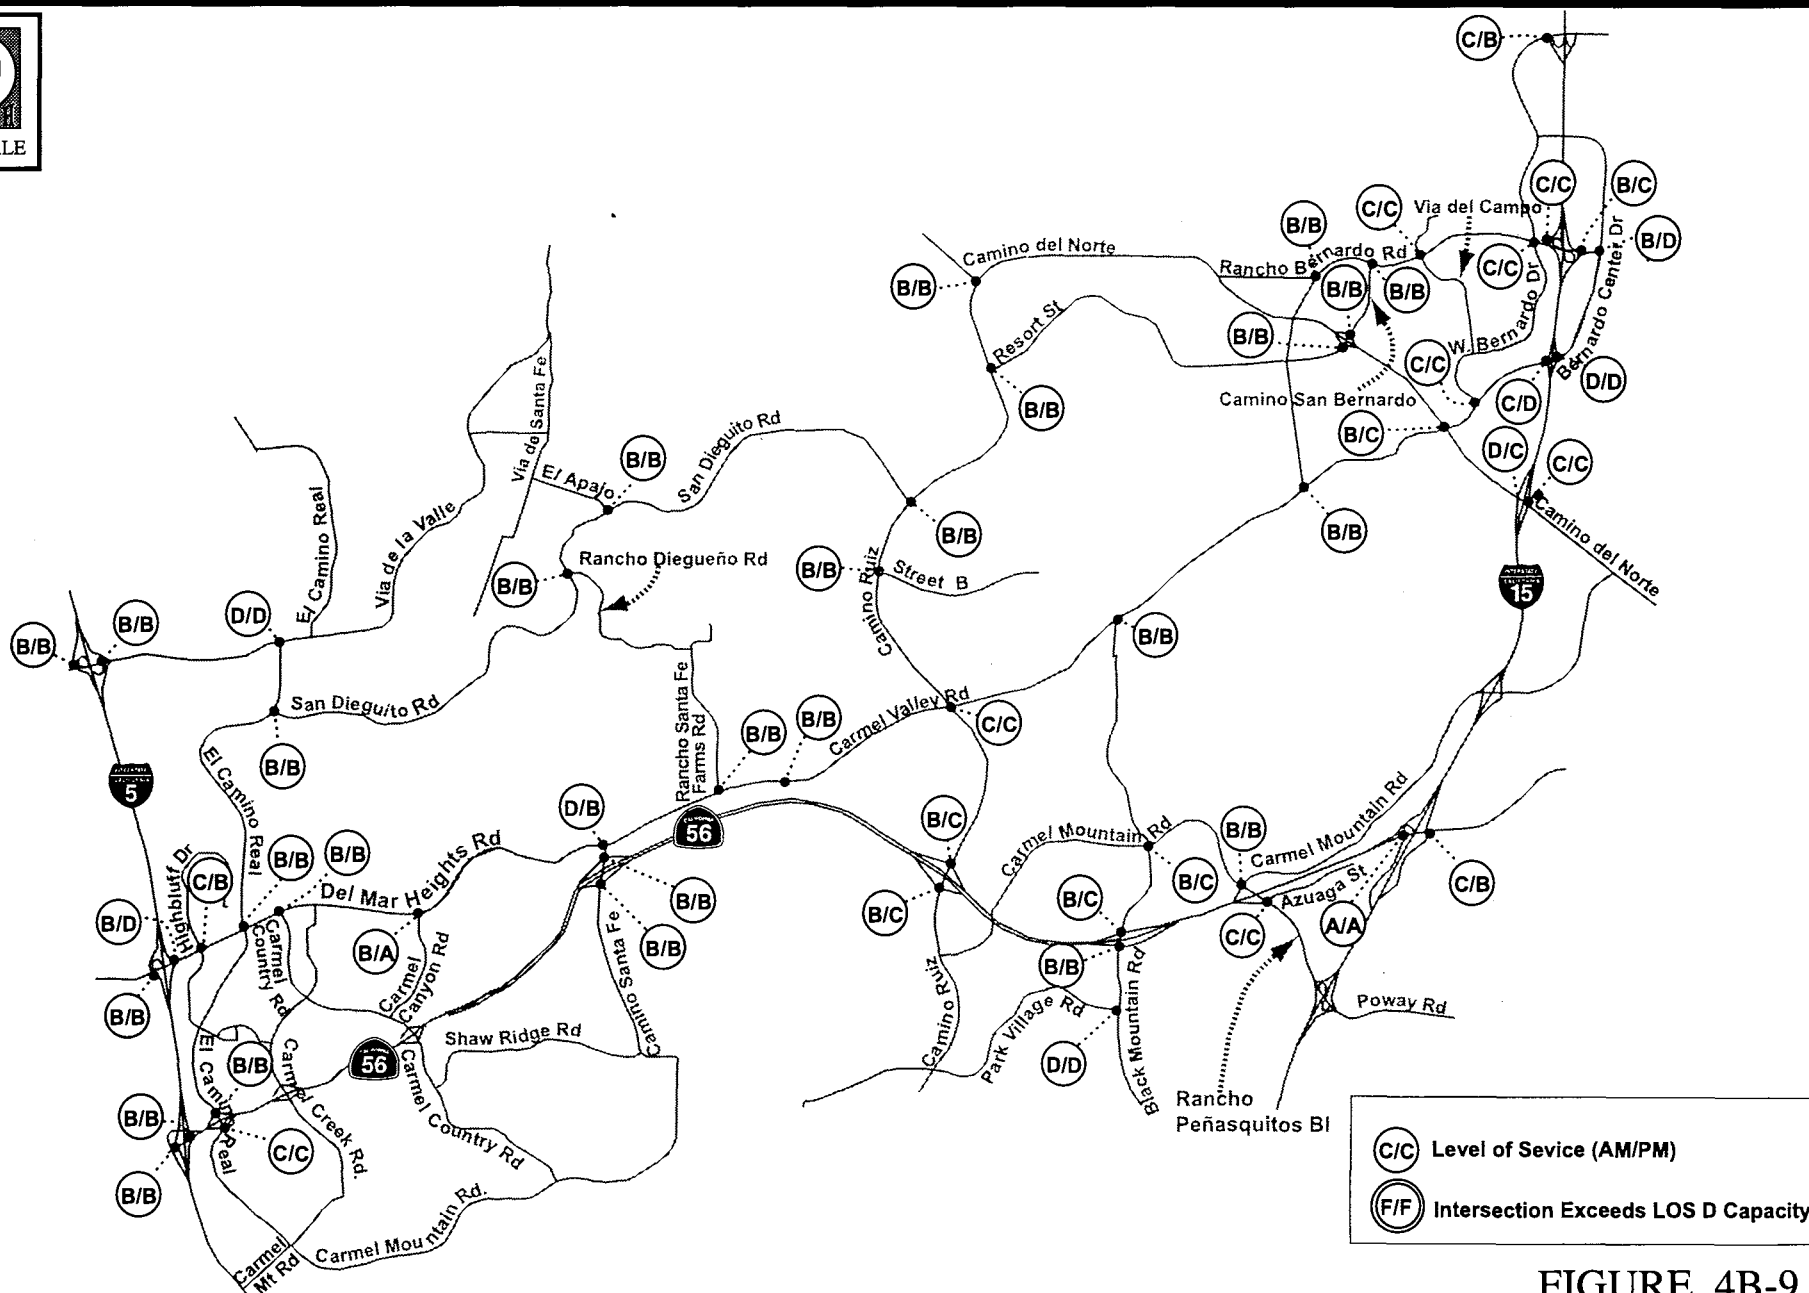 LE
C/B
C/C
B/C
C/C
Via del Campo
B/B
B/D
Camino del Norte
Rancho Bernardo Rd
C/C
B/B
B/B
B/B
Bernardo Center Dr
W. Bernardo Dr
Resort St
B/B
C/C
D/D
Via de Santa Fe
Camino San Bernardo
C/D
B/B
San Dieguito Rd
B/C
D/C
C/C
B/B
El Apajo
El Camino Real
Via de la Valle
B/B
B/B
Camino del Norte
Rancho Diegueño Rd
B/B
Camino Ruiz
Street B
B/B
15
D/D
B/B
B/B
B/B
San Dieguito Rd
Rancho Santa Fe
Farms Rd
B/B
B/B
Carmel Valley Rd
C/C
B/B
El Camino Real
5
D/B
56
B/C
Carmel Mountain Rd
B/B
Carmel Mountain Rd
Highbluff Dr
C/B
B/B
B/B
Del Mar Heights Rd
B/B
B/C
B/C
B/C
Azuaga St
C/B
B/D
Carmel
Country Rd
B/A
Carmel
Canyon Rd
B/B
Camino Santa Fe
C/C
A/A
B/B
B/B
Camino Ruiz
Park Village Rd
Black Mountain Rd
Poway Rd
Shaw Ridge Rd
56
El Camino Real
B/B
Carmel Creek Rd.
Carmel Country Rd
D/D
Rancho
Peñasquitos Bl
B/B
C/C
B/B
Carmel Mountain Rd.
Carmel
Mt Rd
C/C Level of Sevice (AM/PM)
F/F Intersection Exceeds LOS D Capacity
FIGURE 4B-9